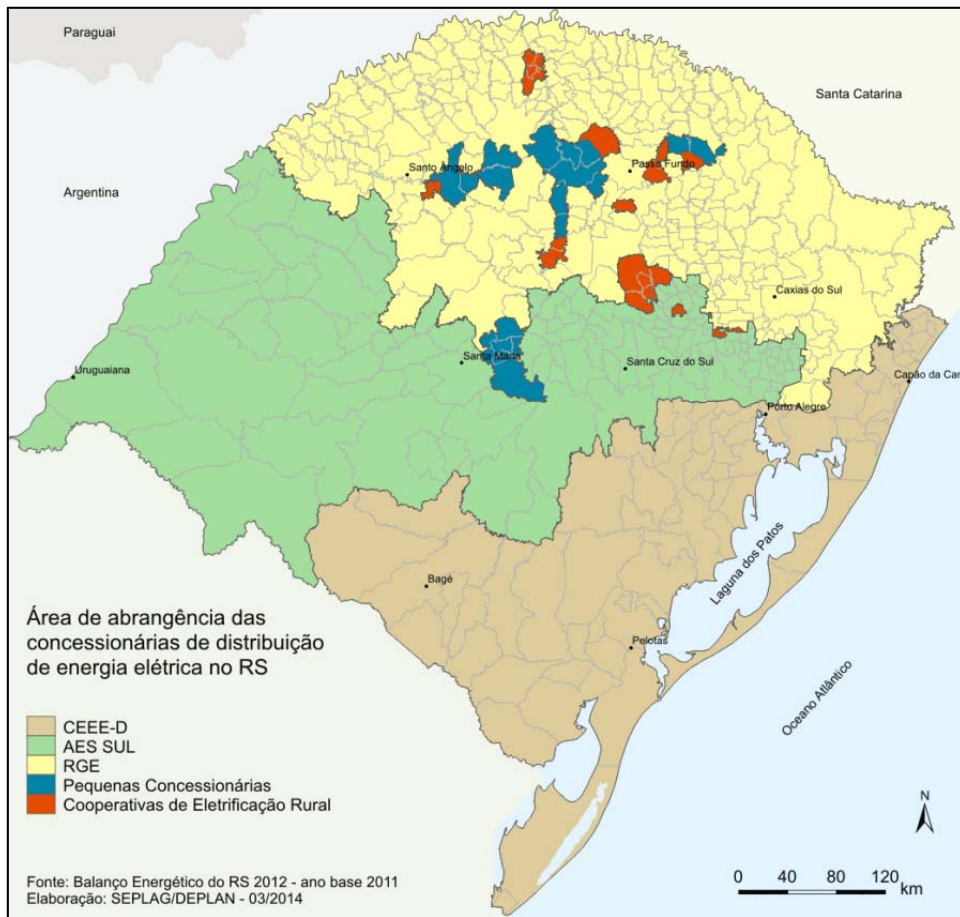 Paraguai
Santa Catarina
Argentina
Santo Ângelo
Passo Fundo
Caxias do Sul
Santa Maria
Santa Cruz do Sul
Uruguaiana
Capão da Can
Porto Alegre
Laguna dos Patos
Bagé
Pelotas
Oceano Atlântico
Área de abrangência das
concessionárias de distribuição
de energia elétrica no RS
CEEE-D
AES SUL
RGE
Pequenas Concessionárias
Cooperativas de Eletrificação Rural
N
Fonte: Balanço Energético do RS 2012 - ano base 2011
Elaboração: SEPLAG/DEPLAN - 03/2014
0 40 80 120
km